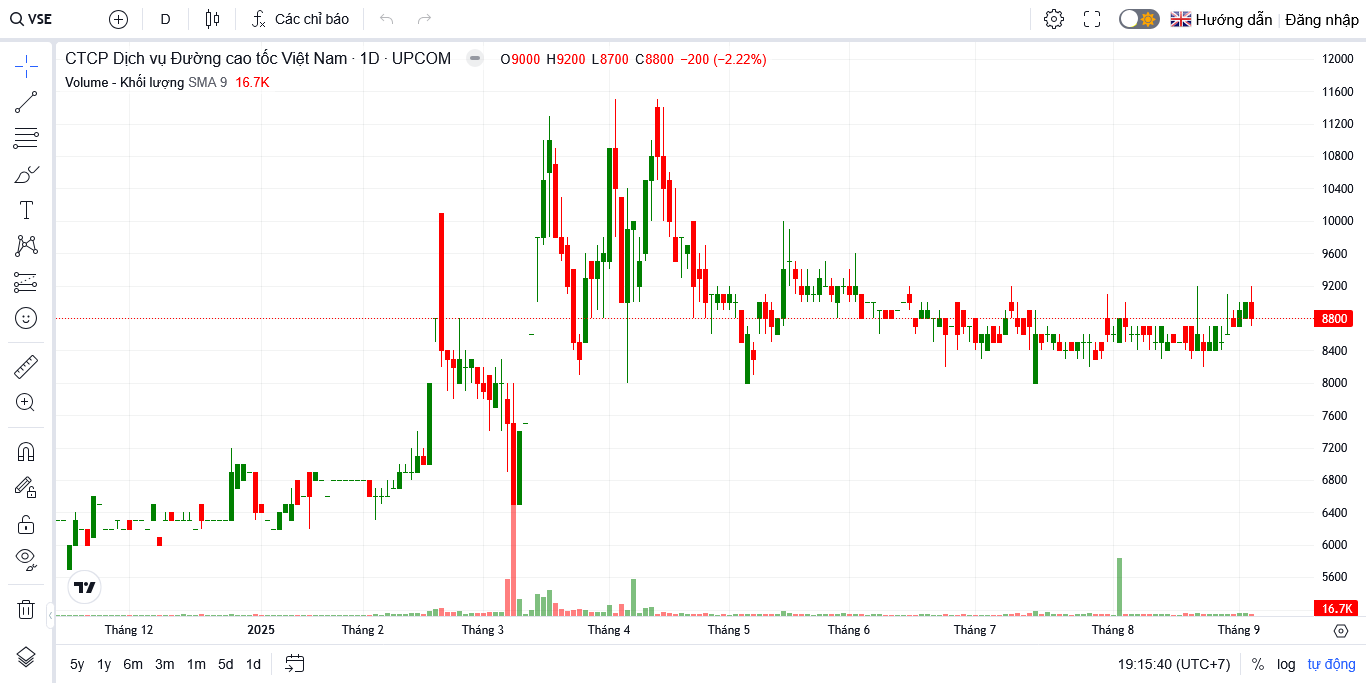 VSE D Các chỉ báo Hướng dẫn Đăng nhập
CTCP Dịch vụ Đường cao tốc Việt Nam · 1D · UPCOM O9000 H9200 L8700 C8800 −200 (−2.22%)
Volume - Khối lượng SMA 9 16.7K
12000
11600
11200
10800
10400
10000
9600
9200
8800
8400
8000
7600
7200
6800
6400
6000
5600
16.7K
Tháng 12 2025 Tháng 2 Tháng 3 Tháng 4 Tháng 5 Tháng 6 Tháng 7 Tháng 8 Tháng 9
5y 1y 6m 3m 1m 5d 1d 19:15:40 (UTC+7) % log tự động